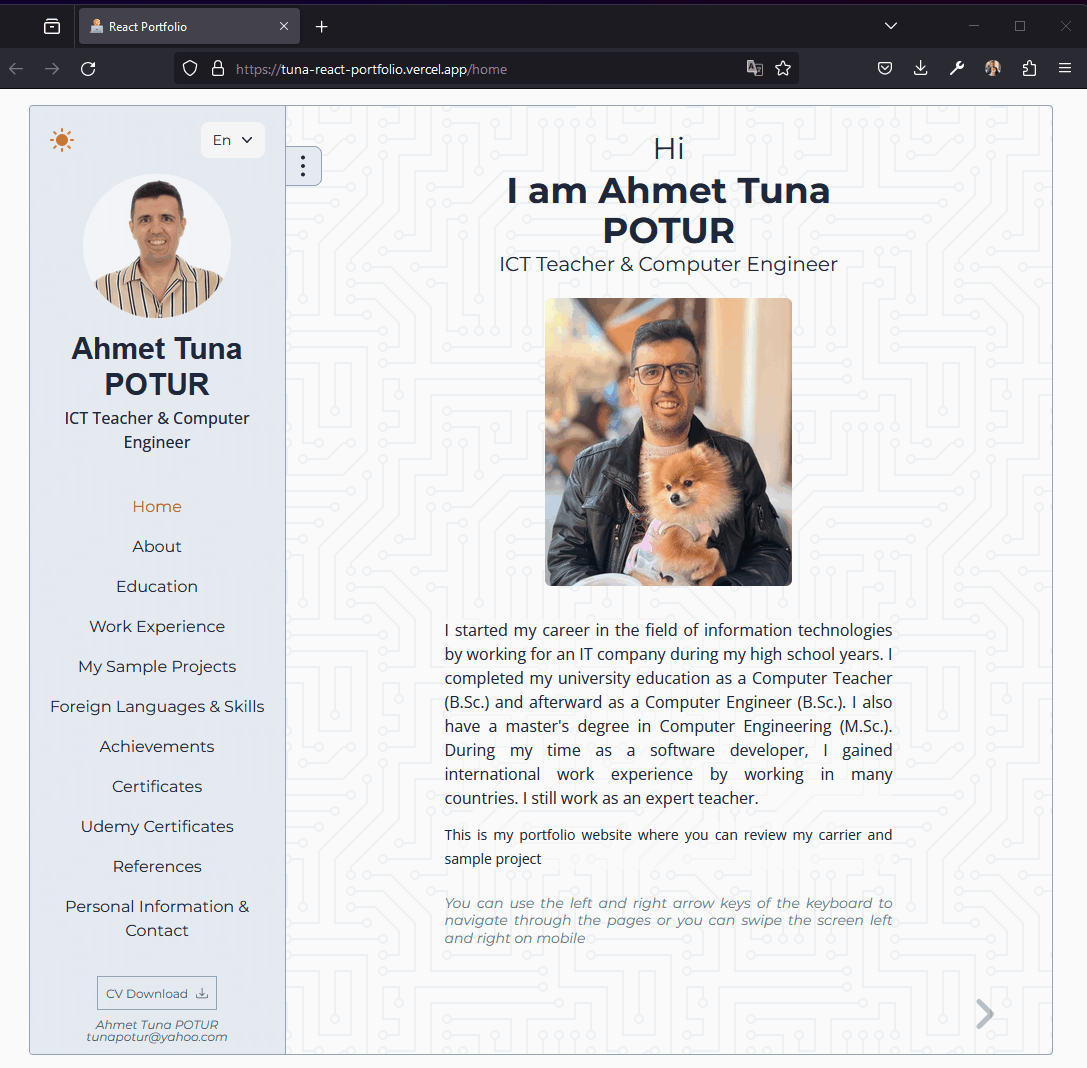 React Portfolio
https://tuna-react-portfolio.vercel.app/home
En
Ahmet Tuna
POTUR
ICT Teacher & Computer
Engineer
Home
About
Education
Work Experience
My Sample Projects
Foreign Languages & Skills
Achievements
Certificates
Udemy Certificates
References
Personal Information &
Contact
CV Download
Ahmet Tuna POTUR
tunapotur@yahoo.com
Hi
I am Ahmet Tuna
POTUR
ICT Teacher & Computer Engineer
I started my career in the field of information technologies
by working for an IT company during my high school years. I
completed my university education as a Computer Teacher
(B.Sc.) and afterward as a Computer Engineer (B.Sc.). I also
have a master's degree in Computer Engineering (M.Sc.).
During my time as a software developer, I gained
international work experience by working in many
countries. I still work as an expert teacher.
This is my portfolio website where you can review my carrier and
sample project
You can use the left and right arrow keys of the keyboard to
navigate through the pages or you can swipe the screen left
and right on mobile